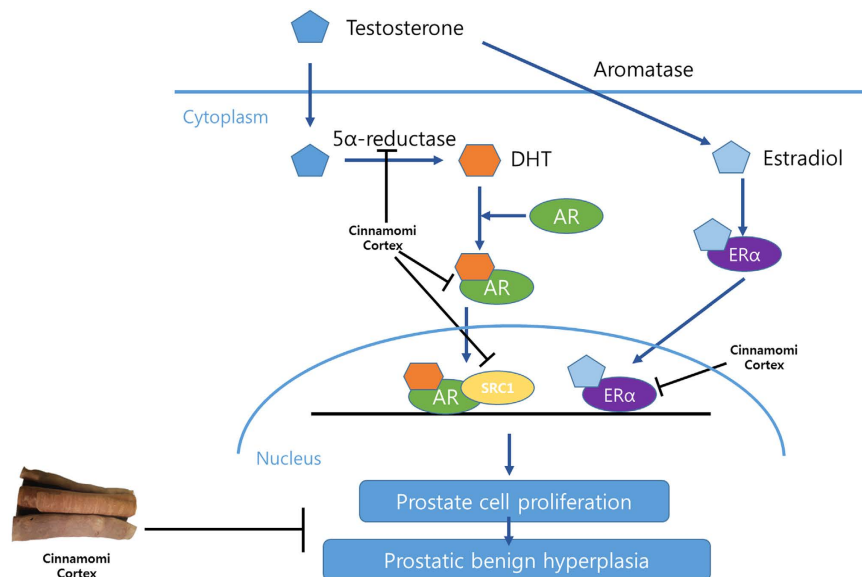 Testosterone
Aromatase
Cytoplasm
5α-reductase
DHT
Estradiol
AR
Cinnamomi
Cortex
ERα
AR
Cinnamomi
Cortex
AR
SRC1
ERα
Nucleus
Prostate cell proliferation
Prostatic benign hyperplasia
Cinnamomi
Cortex